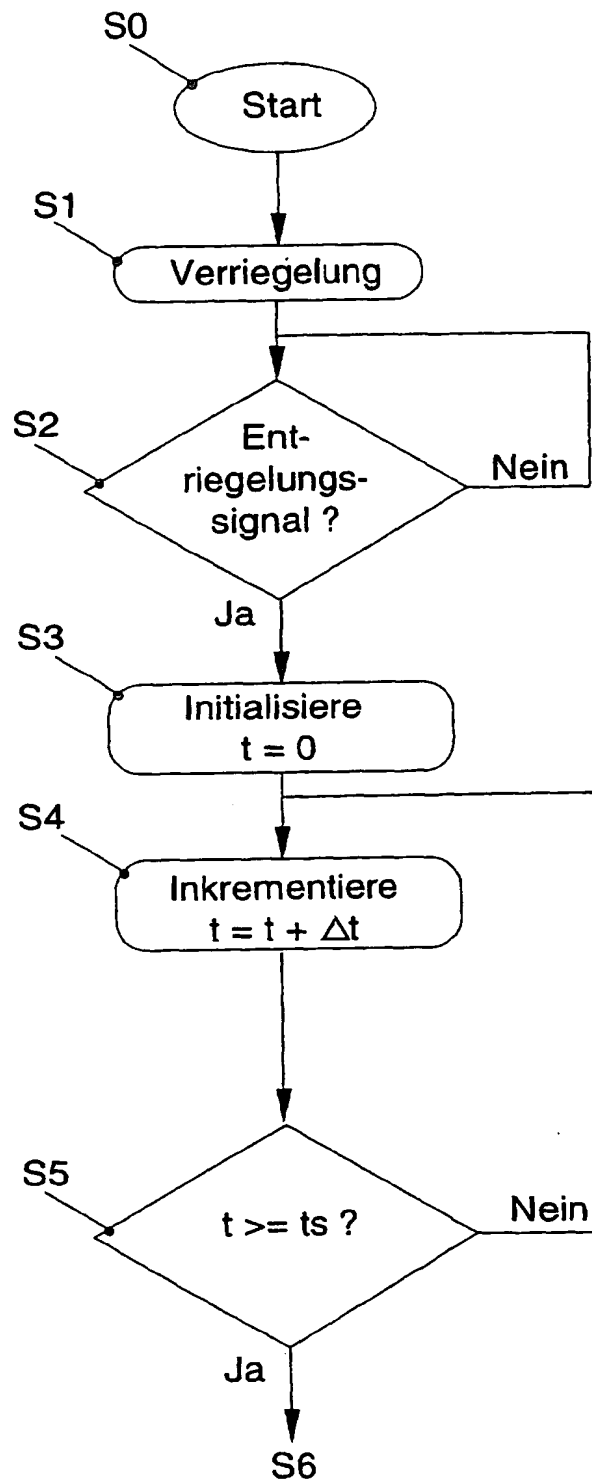 S0
Start
S1
Verriegelung
S2
Ent-
riegelungs-
signal ?
Nein
Ja
S3
Initialisiere
t = 0
S4
Inkrementiere
t = t + Δt
S5
t >= ts ?
Nein
Ja
S6